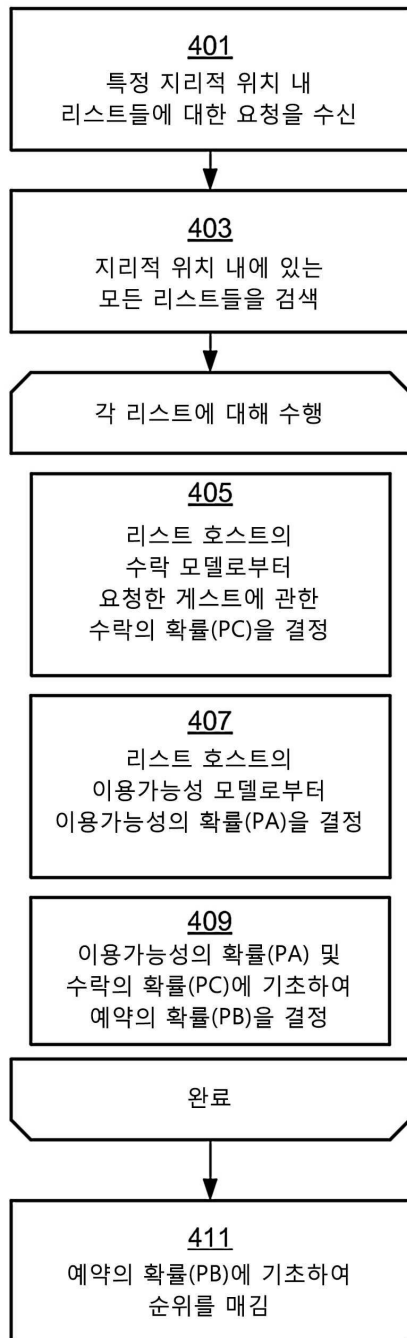 401
특정 지리적 위치 내
리스트들에 대한 요청을 수신
403
지리적 위치 내에 있는
모든 리스트들을 검색
각 리스트에 대해 수행
405
리스트 호스트의
수락 모델로부터
요청한 게스트에 관한
수락의 확률(PC)을 결정
407
리스트 호스트의
이용가능성 모델로부터
이용가능성의 확률(PA)을 결정
409
이용가능성의 확률(PA) 및
수락의 확률(PC)에 기초하여
예약의 확률(PB)을 결정
완료
411
예약의 확률(PB)에 기초하여
순위를 매김